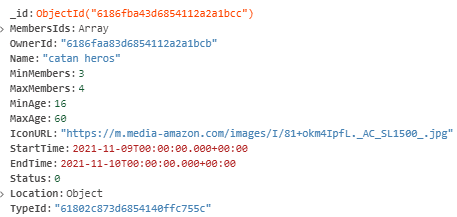 _id: ObjectId("6186fba43d6854112a2a1bcc")
MembersIds: Array
OwnerId: "6186faa83d6854112a2a1bcb"
Name: "catan heros"
MinMembers: 3
MaxMembers: 4
MinAge: 16
MaxAge: 60
IconURL: "https://m.media-amazon.com/images/I/81+okm4IpfL._AC_SL1500_.jpg"
StartTime: 2021-11-09T00:00:00.000+00:00
EndTime: 2021-11-10T00:00:00.000+00:00
Status: 0
Location: Object
TypeId: "61802c873d6854140ffc755c"